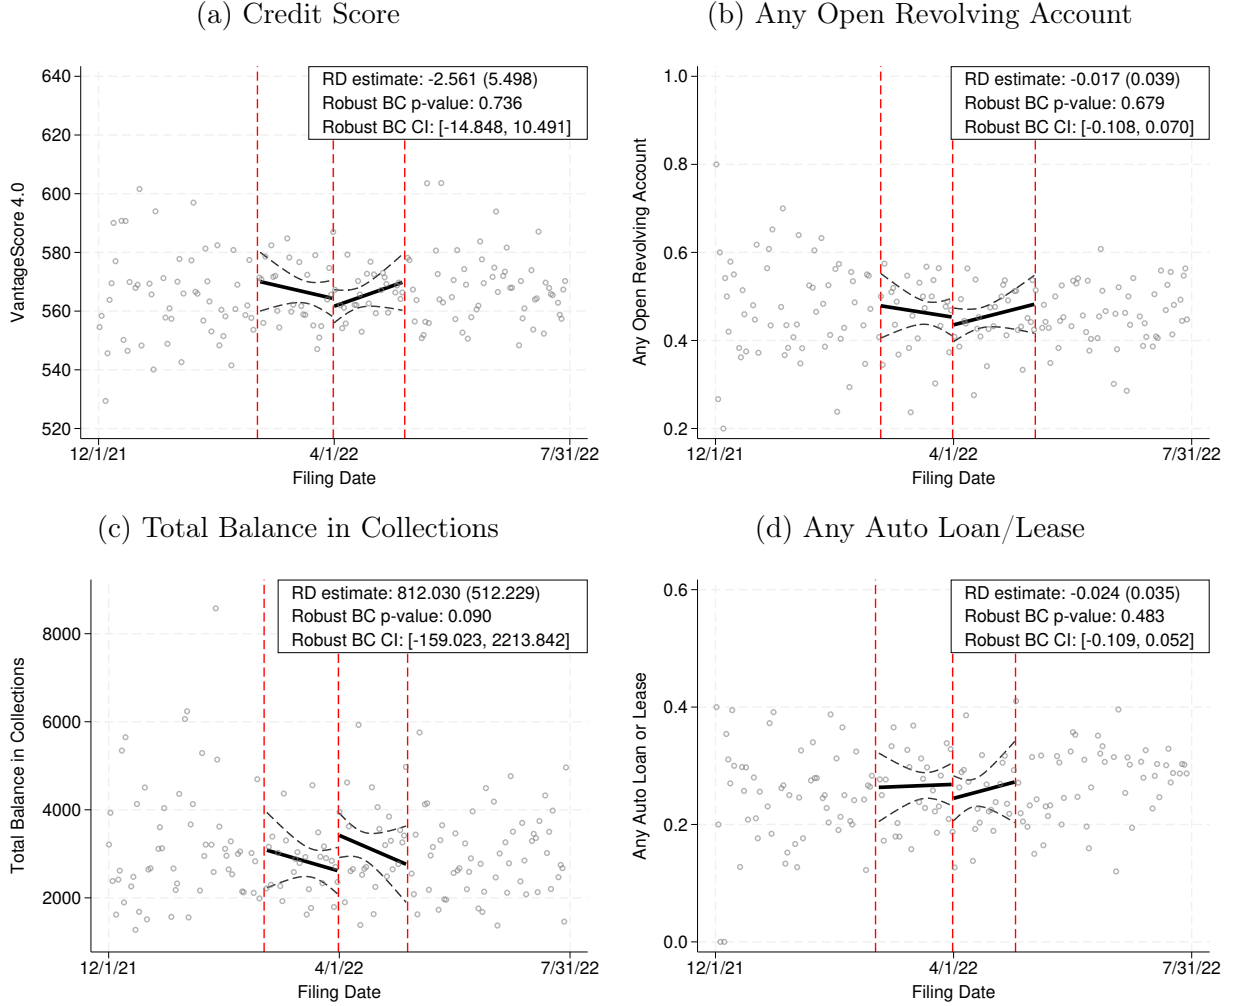 (a) Credit Score
RD estimate: -2.561 (5.498)
Robust BC p-value: 0.736
Robust BC CI: [-14.848, 10.491]
640
620
600
580
560
540
520
VantageScore 4.0
12/1/21
4/1/22
7/31/22
Filing Date
(b) Any Open Revolving Account
RD estimate: -0.017 (0.039)
Robust BC p-value: 0.679
Robust BC CI: [-0.108, 0.070]
1.0
0.8
0.6
0.4
0.2
Any Open Revolving Account
12/1/21
4/1/22
7/31/22
Filing Date
(c) Total Balance in Collections
RD estimate: 812.030 (512.229)
Robust BC p-value: 0.090
Robust BC CI: [-159.023, 2213.842]
8000
6000
4000
2000
Total Balance in Collections
12/1/21
4/1/22
7/31/22
Filing Date
(d) Any Auto Loan/Lease
RD estimate: -0.024 (0.035)
Robust BC p-value: 0.483
Robust BC CI: [-0.109, 0.052]
0.6
0.4
0.2
0.0
Any Auto Loan or Lease
12/1/21
4/1/22
7/31/22
Filing Date